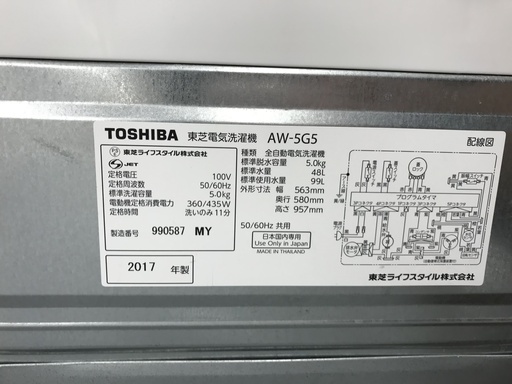 TOSHIBA 東芝電気洗濯機 AW-5G5
東芝ライフスタイル株式会社
JET
定格電圧 100V
定格周波数 50/60Hz
標準洗濯容量 5.0kg
電動機定格消費電力 360/435W
定格時間 洗いのみ 11分
製造番号 990587 MY
2017 年製
種類 全自動電気洗濯機
標準脱水容量 5.0kg
標準水量 48L
標準使用水量 99L
外形寸法 幅 563mm
奥行 580mm
高さ 957mm
50/60Hz 共用
日本国内専用
Use Only in Japan
MADE IN THAILAND
配線図
プログラムタイマ
東芝ライフスタイル株式会社